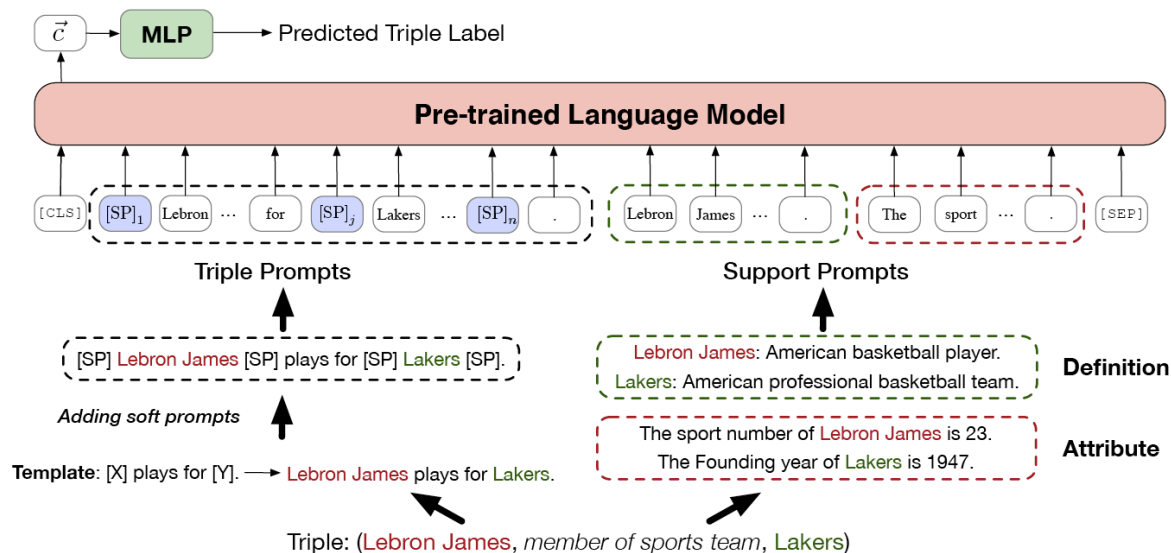 c⃗ MLP Predicted Triple Label
Pre-trained Language Model
[CLS] [SP]₁ Lebron ... for [SP]ⱼ Lakers ... [SP]ₙ . Lebron James ... . The sport ... . [SEP]
Triple Prompts Support Prompts
[SP] Lebron James [SP] plays for [SP] Lakers [SP].
Lebron James: American basketball player.
Lakers: American professional basketball team.
Definition
Adding soft prompts
The sport number of Lebron James is 23.
The Founding year of Lakers is 1947.
Attribute
Template: [X] plays for [Y]. Lebron James plays for Lakers.
Triple: (Lebron James, member of sports team, Lakers)